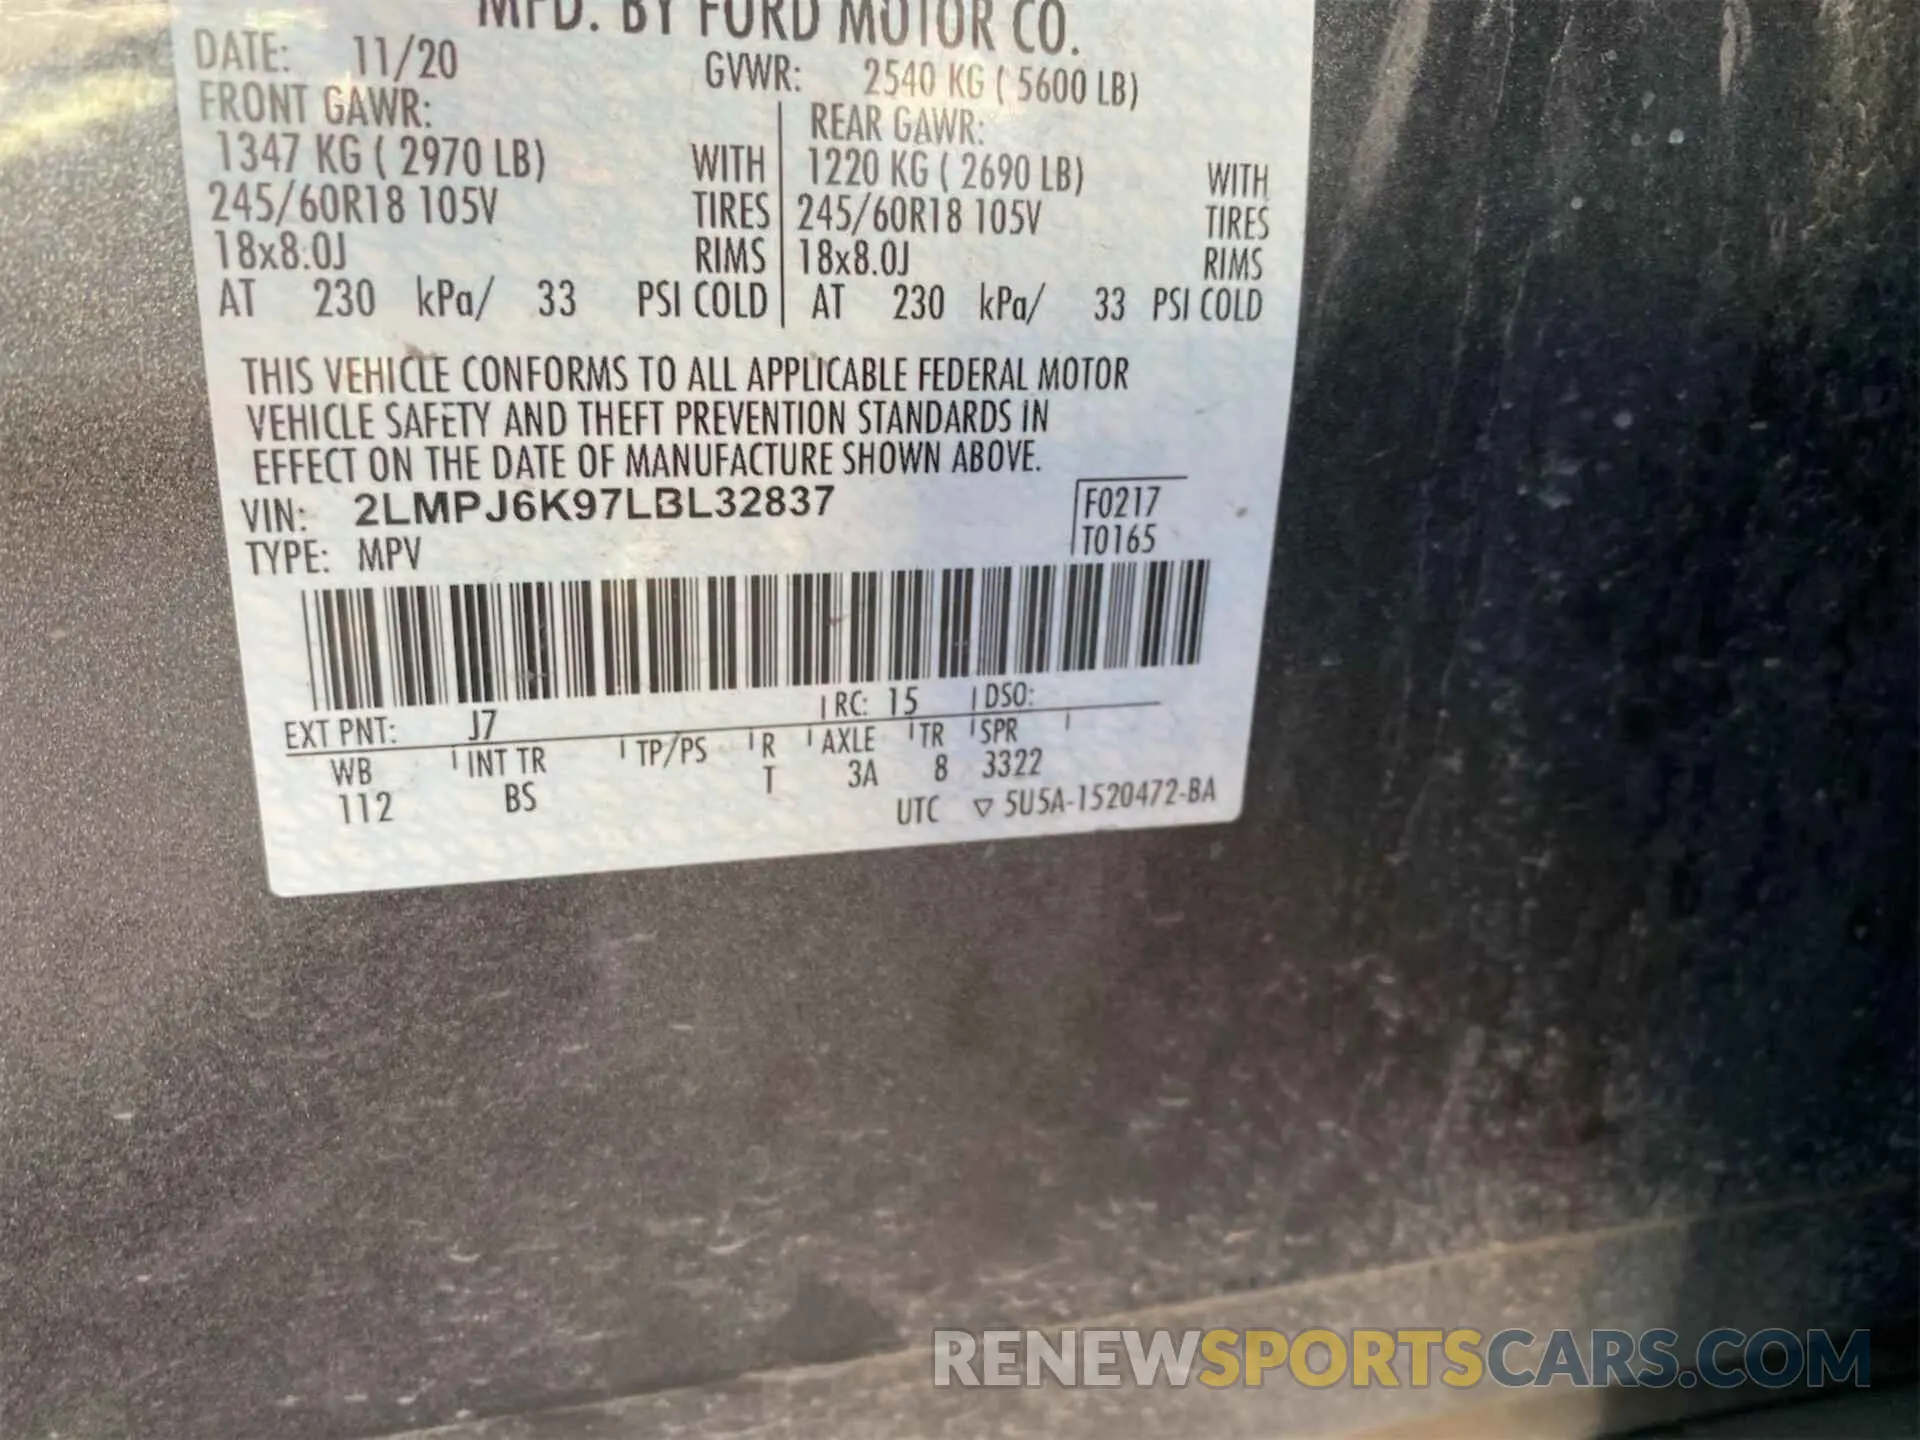 MFD. BY FORD MOTOR CO.
DATE: 11/20 GVWR: 2540 KG ( 5600 LB)
FRONT GAWR: REAR GAWR:
1347 KG ( 2970 LB) WITH 1220 KG ( 2690 LB) WITH
245/60R18 105V TIRES 245/60R18 105V TIRES
18x8.0J RIMS 18x8.0J RIMS
AT 230 kPa/ 33 PSI COLD AT 230 kPa/ 33 PSI COLD
THIS VEHICLE CONFORMS TO ALL APPLICABLE FEDERAL MOTOR
VEHICLE SAFETY AND THEFT PREVENTION STANDARDS IN
EFFECT ON THE DATE OF MANUFACTURE SHOWN ABOVE.
VIN: 2LMPJ6K97LBL32837 F0217
TYPE: MPV T0165
EXT PNT: J7 RC: 15 DSO:
WB INT TR TP/PS R AXLE TR SPR
112 BS T 3A 8 3322
UTC ▽ 5U5A-1520472-BA
RENEWSPORTSCARS.COM